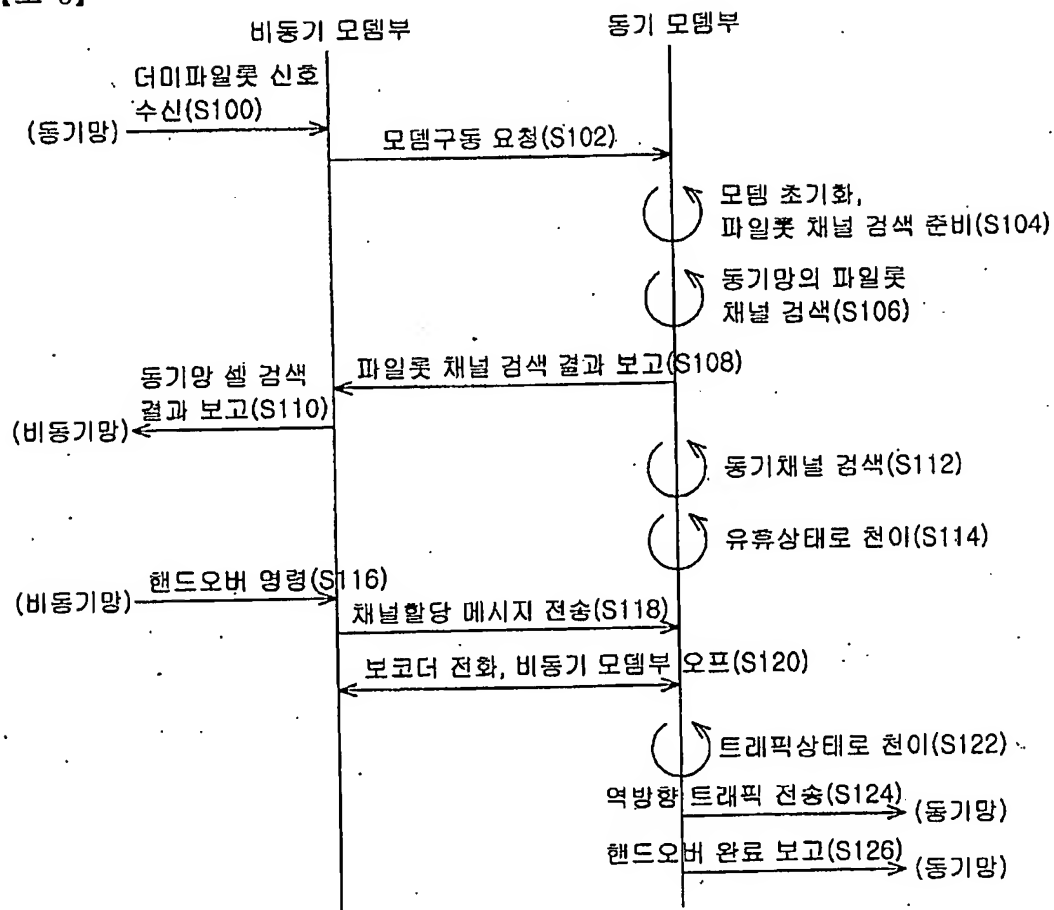 비동기 모뎀부
동기 모뎀부
더미파일롯 신호
수신(S100)
(동기망)
모뎀구동 요청(S102)
모뎀 초기화,
파일롯 채널 검색 준비(S104)
동기망의 파일롯
채널 검색(S106)
파일롯 채널 검색 결과 보고(S108)
동기망 셀 검색
결과 보고(S110)
(비동기망)
동기채널 검색(S112)
유휴상태로 천이(S114)
핸드오버 명령(S116)
(비동기망)
채널할당 메시지 전송(S118)
보코더 전화, 비동기 모뎀부 오프(S120)
트래픽상태로 천이(S122)
역방향 트래픽 전송(S124)
(동기망)
핸드오버 완료 보고(S126)
(동기망)